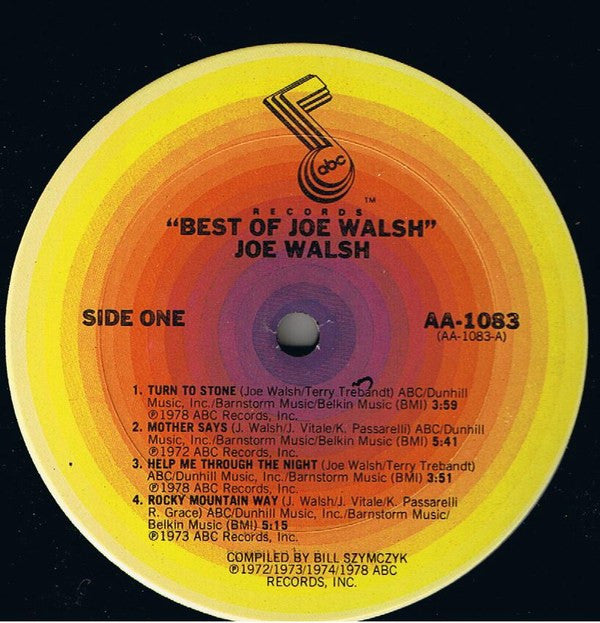 abc
™
RECORDS
"BEST OF JOE WALSH"
JOE WALSH
SIDE ONE
AA-1083
(AA-1083-A)
1. TURN TO STONE (Joe Walsh/Terry Trebandt) ABC/Dunhill
Music, Inc./Barnstorm Music/Belkin Music (BMI) 3:59
℗1978 ABC Records, Inc.
2. MOTHER SAYS (J. Walsh/J. Vitale/K. Passarelli) ABC/Dunhill
Music, Inc./Barnstorm Music/Belkin Music (BMI) 5:41
℗1972 ABC Records, Inc.
3. HELP ME THROUGH THE NIGHT (Joe Walsh/Terry Trebandt)
ABC/Dunhill Music, Inc./Barnstorm Music (BMI) 3:51
℗1978 ABC Records, Inc.
4. ROCKY MOUNTAIN WAY (J. Walsh/J. Vitale/K. Passarelli
R. Grace) ABC/Dunhill Music, Inc./Barnstorm Music/
Belkin Music (BMI) 5:15
℗1973 ABC Records, Inc.
COMPILED BY BILL SZYMCZYK
℗1972/1973/1974/1978 ABC
RECORDS, INC.